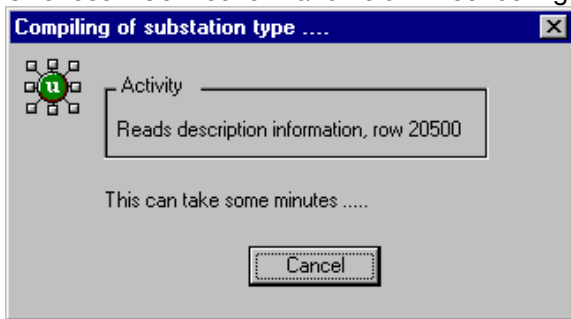 Compiling of substation type ....
u
Activity
Reads description information, row 20500
This can take some minutes .....
Cancel